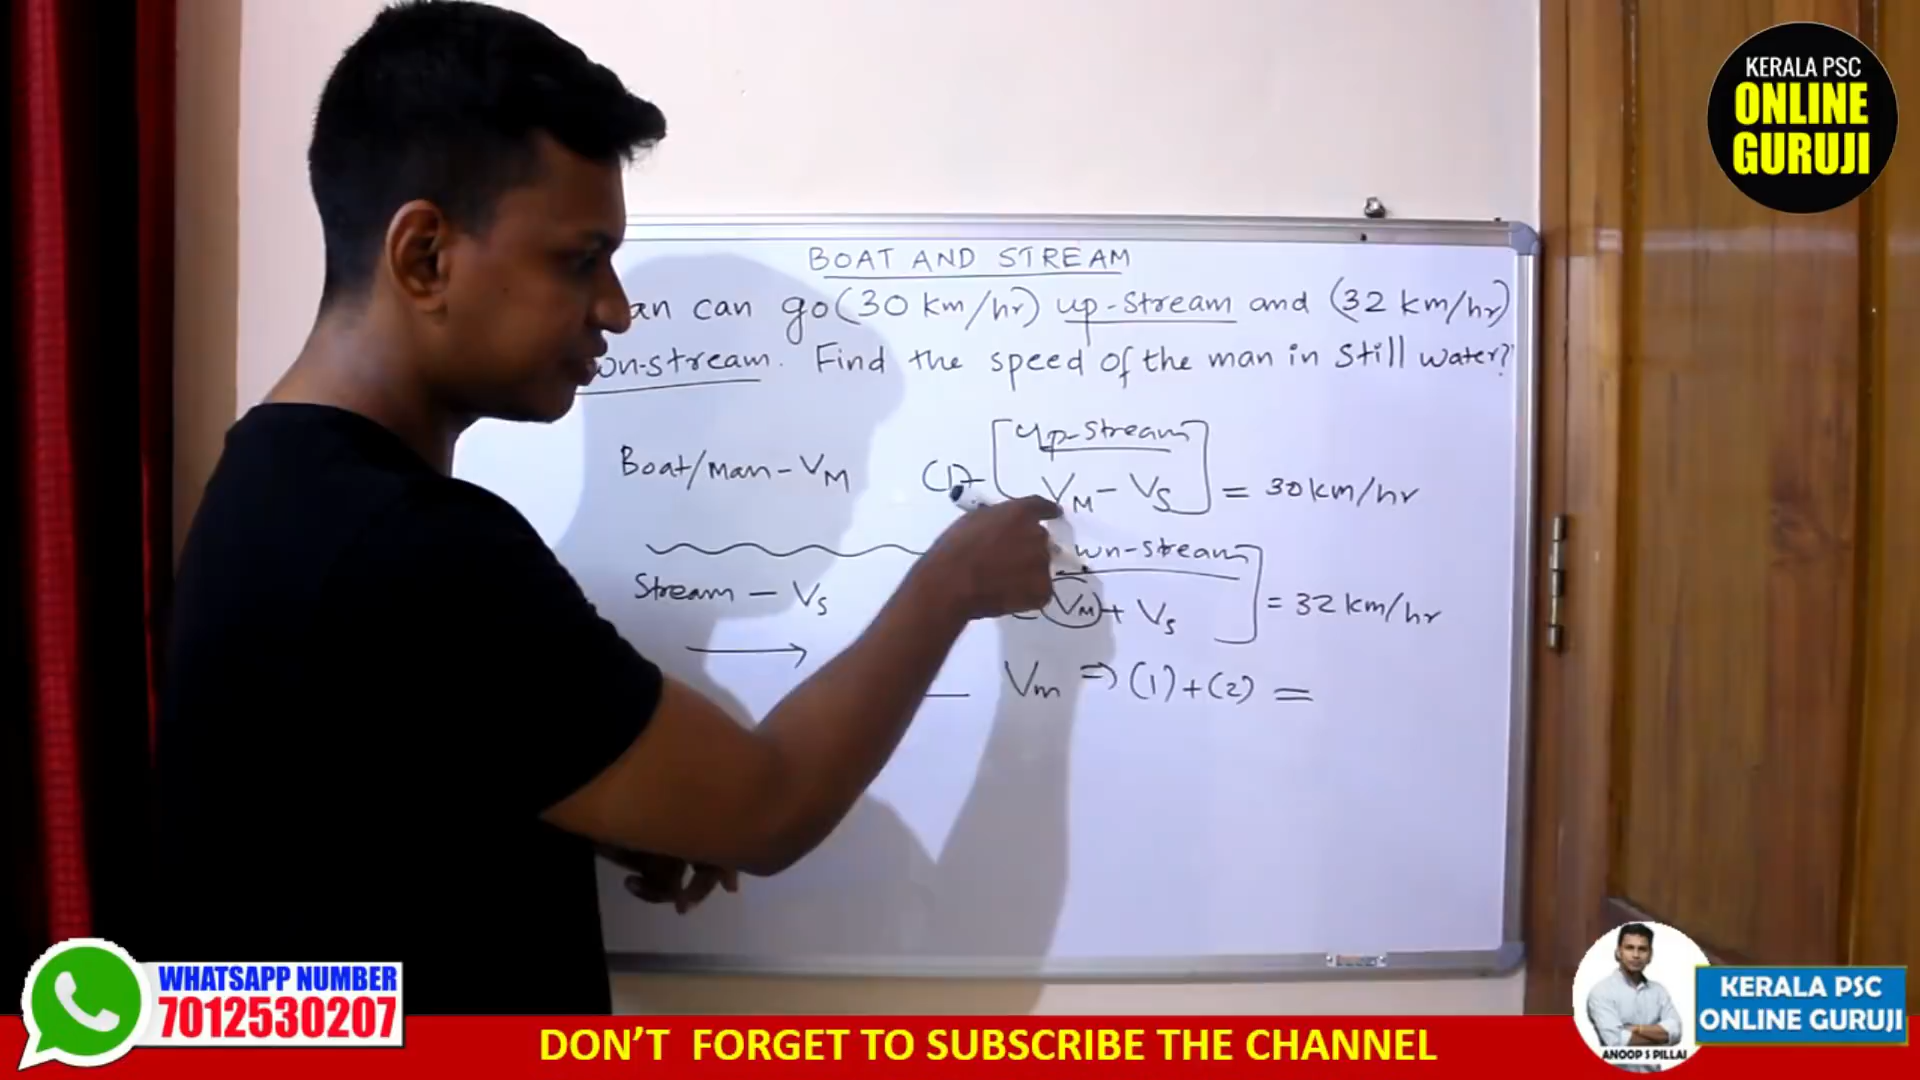 KERALA PSC
ONLINE
GURUJI
BOAT AND STREAM
an can go (30 km/hr) up-stream and (32 km/hr)
wn-stream. Find the speed of the man in still water?
Boat/man - VM
(1) -
up-stream
VM - VS = 30 km/hr
wn-stream
Stream - VS
VM + VS = 32 km/hr
Vm ⇒ (1) + (2) =
WHATSAPP NUMBER
7012530207
DON'T FORGET TO SUBSCRIBE THE CHANNEL
ANOOP S PILLAI
KERALA PSC
ONLINE GURUJI